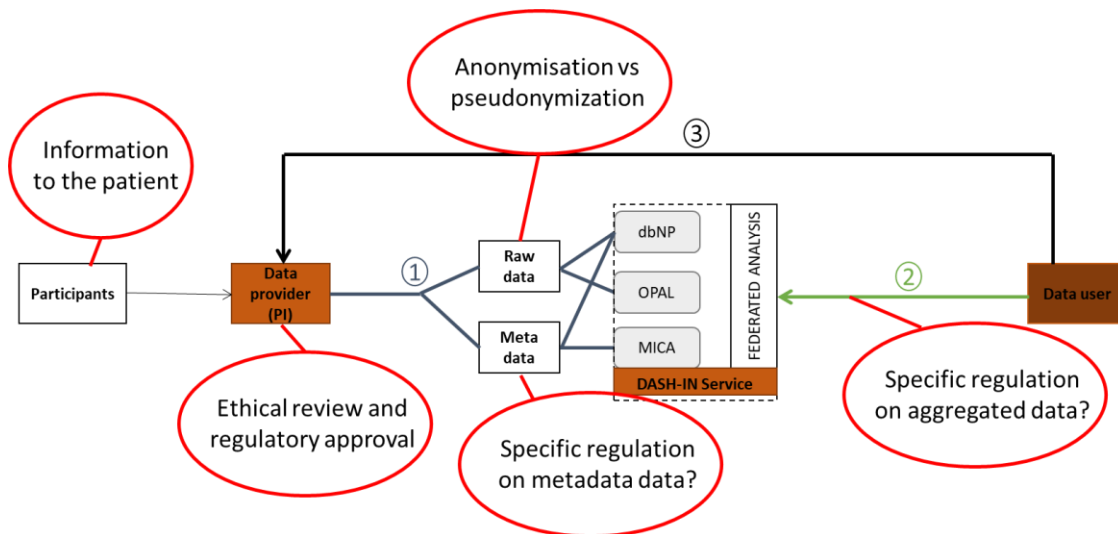 Anonymisation vs
pseudonymization
Information
to the patient
③
Participants
Data
provider
(PI)
①
Raw
data
Meta
data
dbNP
OPAL
MICA
FEDERATED ANALYSIS
DASH-IN Service
②
Data user
Ethical review and
regulatory approval
Specific regulation
on metadata data?
Specific regulation
on aggregated data?